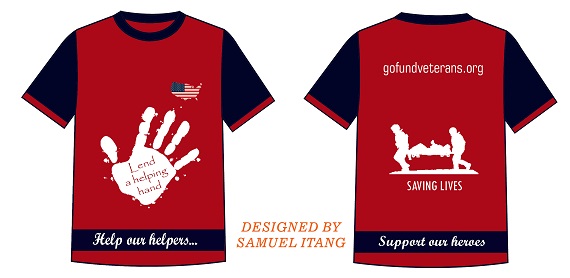 Lend
a helping
hand
Help our helpers...
DESIGNED BY
SAMUEL ITANG
gofundveterans.org
SAVING LIVES
Support our heroes